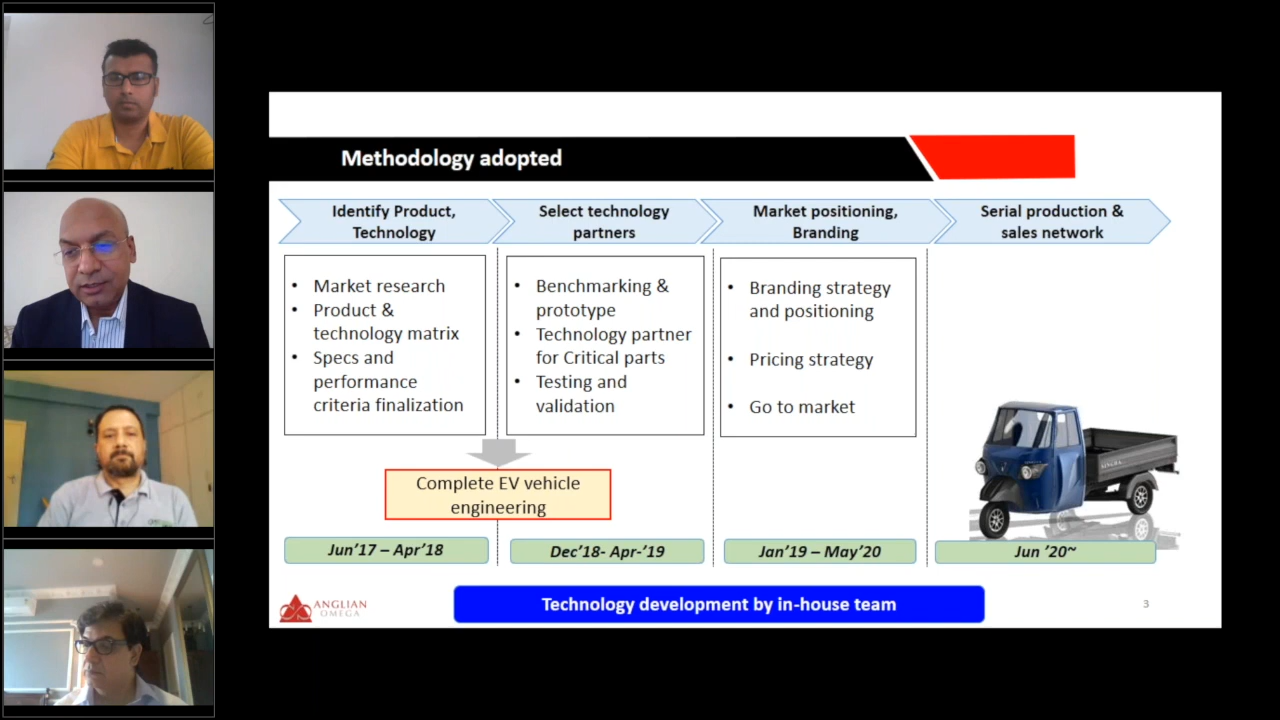 Methodology adopted
Identify Product,
Technology
Select technology
partners
Market positioning,
Branding
Serial production &
sales network
• Market research
• Product &
technology matrix
• Specs and
performance
criteria finalization
• Benchmarking &
prototype
• Technology partner
for Critical parts
• Testing and
validation
• Branding strategy
and positioning
• Pricing strategy
• Go to market
Complete EV vehicle
engineering
Jun'17 – Apr'18
Dec'18- Apr-'19
Jan'19 – May'20
Jun '20~
ANGLIAN
OMEGA
Technology development by in-house team
3